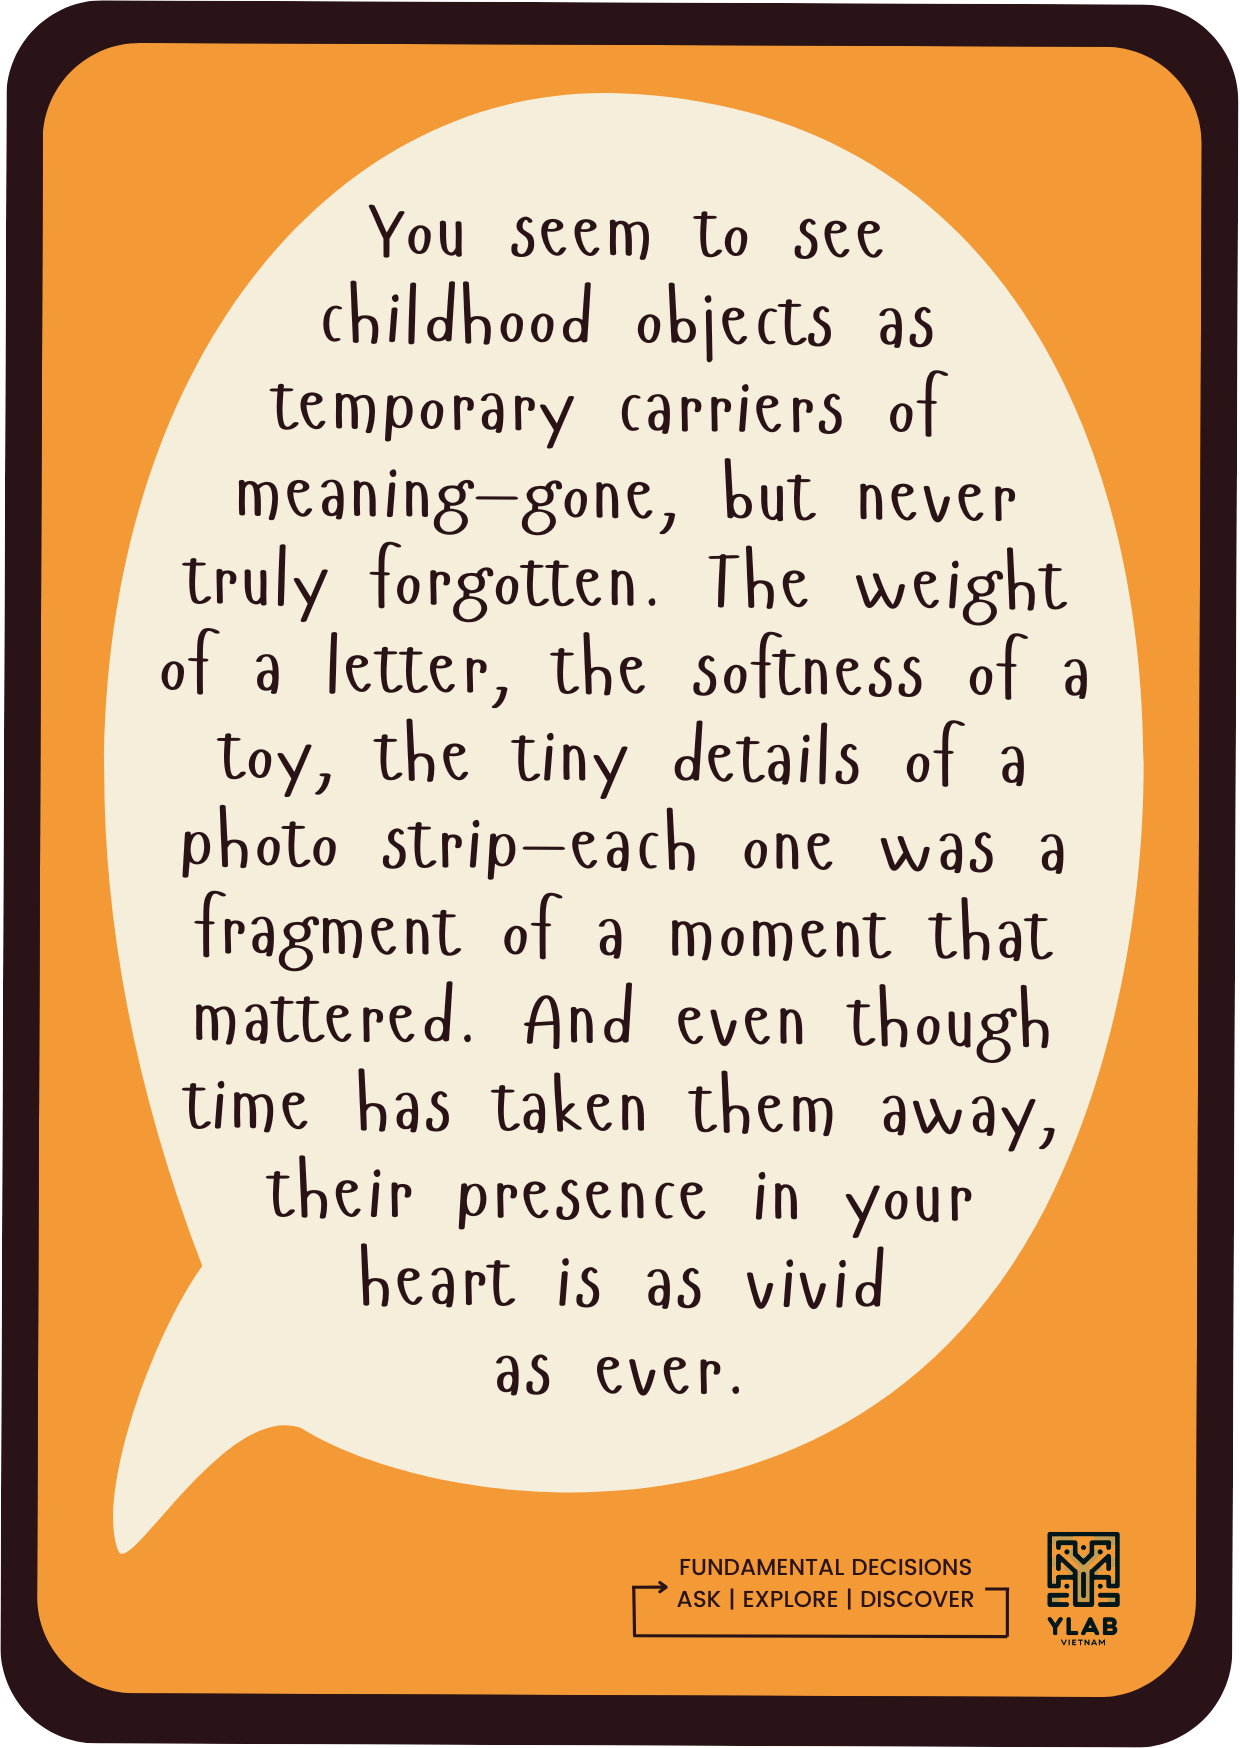 You seem to see
childhood objects as
temporary carriers of
meaning—gone, but never
truly forgotten. The weight
of a letter, the softness of a
toy, the tiny details of a
photo strip—each one was a
fragment of a moment that
mattered. And even though
time has taken them away,
their presence in your
heart is as vivid
as ever.
FUNDAMENTAL DECISIONS
ASK | EXPLORE | DISCOVER
YLAB
VIETNAM